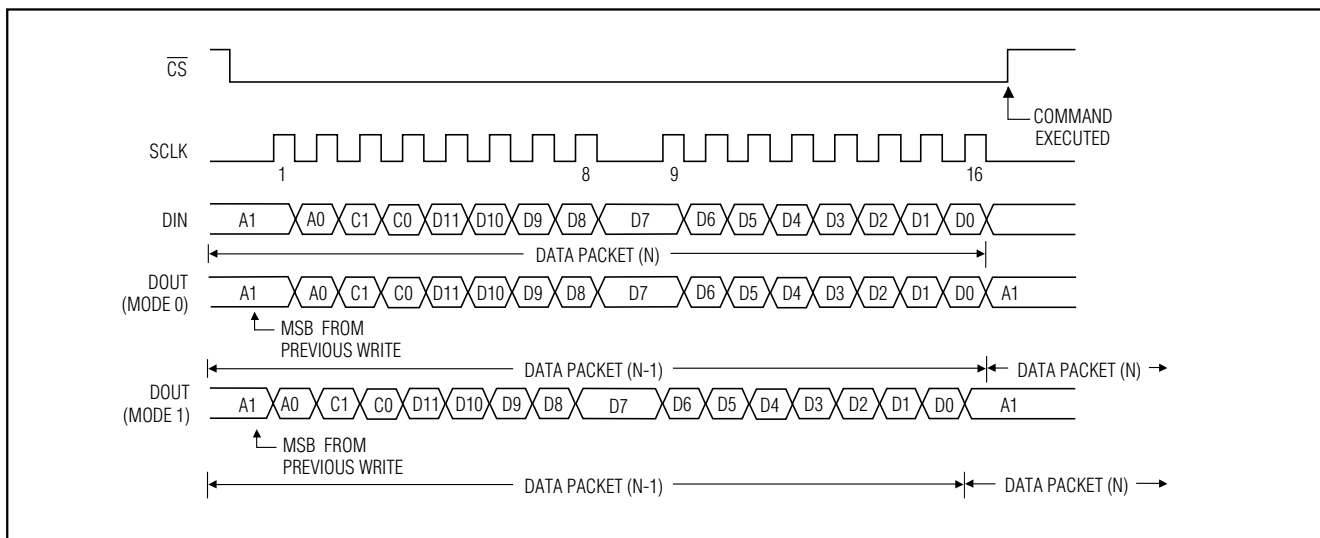 CS
COMMAND
EXECUTED
SCLK
1 8 9 16
DIN
A1 A0 C1 C0 D11 D10 D9 D8 D7 D6 D5 D4 D3 D2 D1 D0
DATA PACKET (N)
DOUT
(MODE 0)
A1 A0 C1 C0 D11 D10 D9 D8 D7 D6 D5 D4 D3 D2 D1 D0 A1
MSB FROM
PREVIOUS WRITE
DATA PACKET (N-1) DATA PACKET (N)
DOUT
(MODE 1)
A1 A0 C1 C0 D11 D10 D9 D8 D7 D6 D5 D4 D3 D2 D1 D0 A1
MSB FROM
PREVIOUS WRITE
DATA PACKET (N-1) DATA PACKET (N)